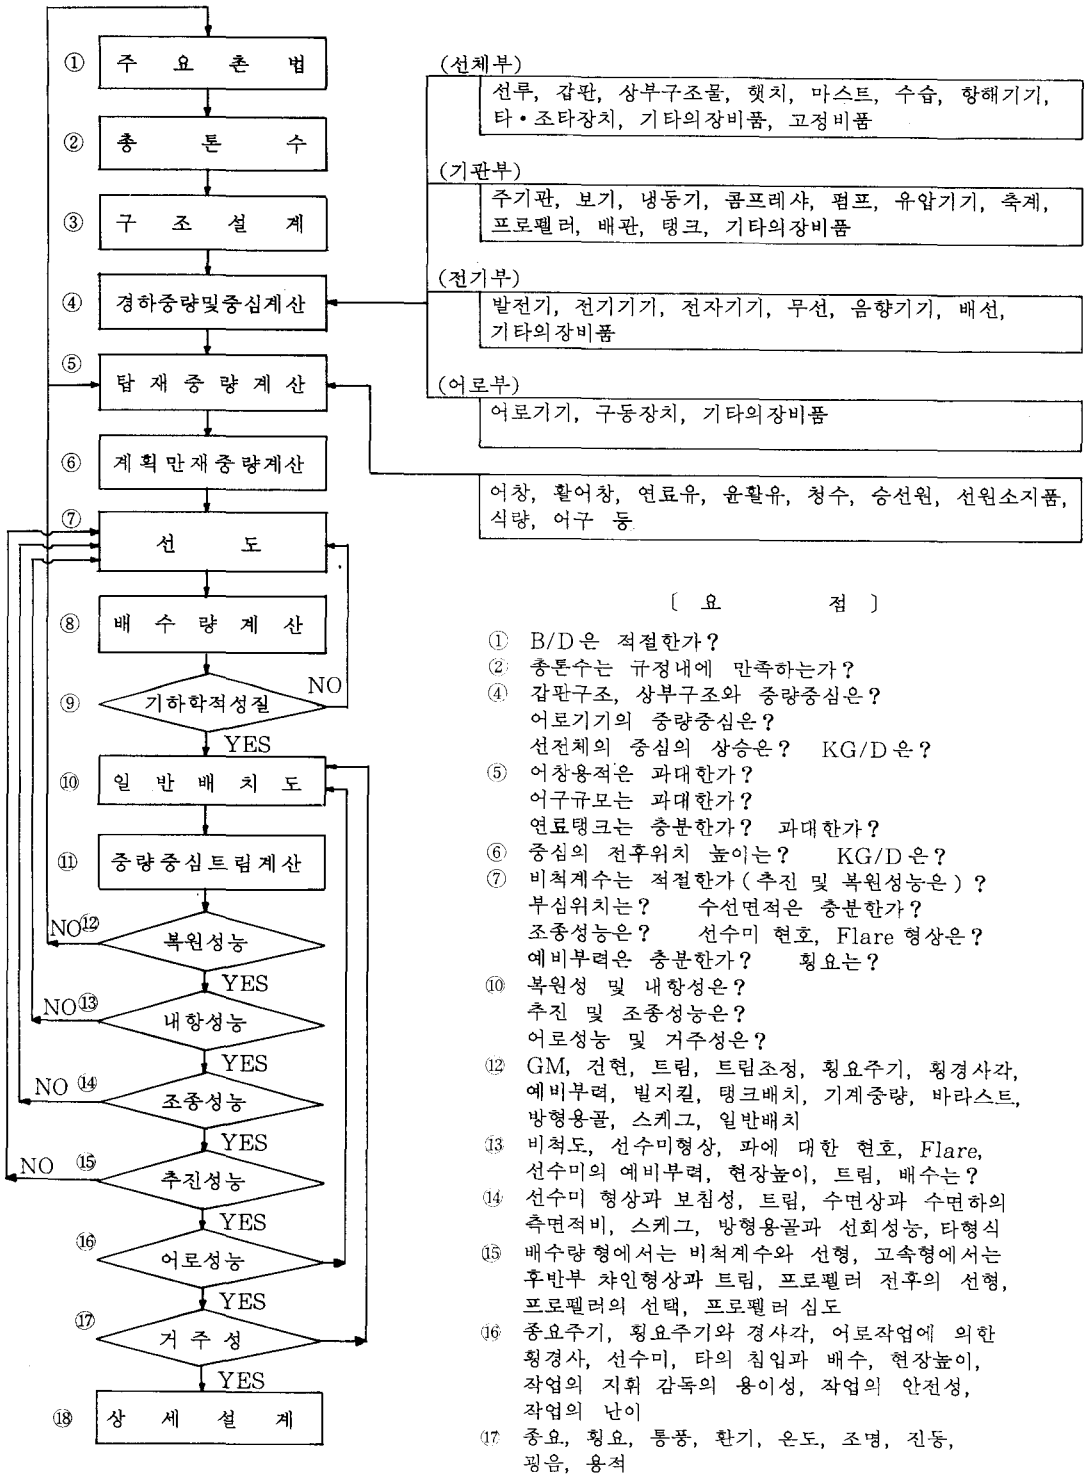 ① 주요촌법
② 총톤수
③ 구조설계
④ 경하중량및중심계산
⑤ 탑재중량계산
⑥ 계획만재중량계산
⑦ 선도
⑧ 배수량계산
⑨ 기하학적성질
NO
YES
⑩ 일반배치도
⑪ 중량중심트림계산
NO ⑫ 복원성능
YES
NO ⑬ 내항성능
YES
NO ⑭ 조종성능
YES
NO ⑮ 추진성능
YES
⑯ 어로성능
YES
⑰ 거주성
YES
⑱ 상세설계
(선체부)
선루, 갑판, 상부구조물, 햇치, 마스트, 수습, 항해기기,
타·조타장치, 기타의장비품, 고정비품
(기관부)
주기관, 보기, 냉동기, 콤프레샤, 펌프, 유압기기, 축계,
프로펠러, 배관, 탱크, 기타의장비품
(전기부)
발전기, 전기기기, 전자기기, 무선, 음향기기, 배선,
기타의장비품
(어로부)
어로기기, 구동장치, 기타의장비품
어창, 활어창, 연료유, 윤활유, 청수, 승선원, 선원소지품,
식량, 어구 등
〔 요 점 〕
① B/D은 적절한가?
② 총톤수는 규정내에 만족하는가?
④ 갑판구조, 상부구조와 중량중심은?
어로기기의 중량중심은?
선전체의 중심의 상승은? KG/D은?
⑤ 어창용적은 과대한가?
어구규모는 과대한가?
연료탱크는 충분한가? 과대한가?
⑥ 중심의 전후위치 높이는? KG/D은?
⑦ 비척계수는 적절한가(추진 및 복원성능은)?
부심위치는? 수선면적은 충분한가?
조종성능은? 선수미 현호, Flare 형상은?
예비부력은 충분한가? 횡요는?
⑩ 복원성 및 내항성은?
추진 및 조종성능은?
어로성능 및 거주성은?
⑫ GM, 건현, 트림, 트림조정, 횡요주기, 횡경사각,
예비부력, 빌지킬, 탱크배치, 기계중량, 바라스트,
방형용골, 스케그, 일반배치
⑬ 비척도, 선수미형상, 파에 대한 현호, Flare,
선수미의 예비부력, 현장높이, 트림, 배수는?
⑭ 선수미 형상과 보침성, 트림, 수면상과 수면하의
측면적비, 스케그, 방형용골과 선회성능, 타형식
⑮ 배수량형에서는 비척계수와 선형, 고속형에서는
후반부 챠인형상과 트림, 프로펠러 전후의 선형,
프로펠러의 선택, 프로펠러 심도
⑯ 종요주기, 횡요주기와 경사각, 어로작업에 의한
횡경사, 선수미, 타의 침입과 배수, 현장높이,
작업의 지휘 감독의 용이성, 작업의 안전성,
작업의 난이
⑰ 종요, 횡요, 통풍, 환기, 온도, 조명, 진동,
굉음, 용적